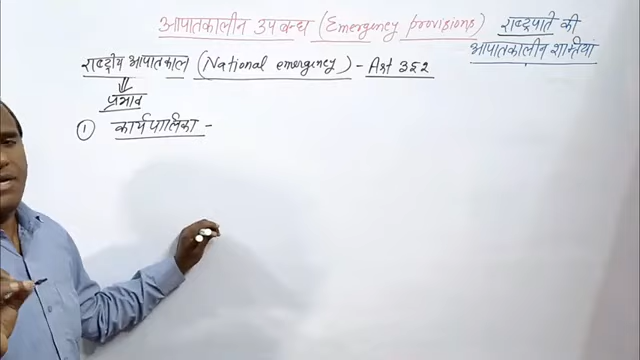 आपातकालीन उपबन्ध (Emergency provisions)
राष्ट्रपति की
आपातकालीन शक्तियां
राष्ट्रीय आपातकाल (National emergency) - Art 352
प्रभाव
① कार्यपालिका -